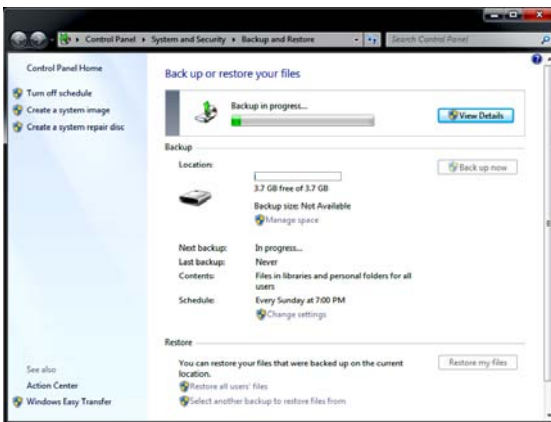 Control Panel System and Security Backup and Restore
Search Control Panel
Control Panel Home
Turn off schedule
Create a system image
Create a system repair disc
See also
Action Center
Windows Easy Transfer
Back up or restore your files
Backup in progress...
View Details
Backup
Location:
Back up now
3.7 GB free of 3.7 GB
Backup size: Not Available
Manage space
Next backup: In progress...
Last backup: Never
Contents: Files in libraries and personal folders for all
users
Schedule: Every Sunday at 7:00 PM
Change settings
Restore
You can restore your files that were backed up on the current
location.
Restore my files
Restore all users' files
Select another backup to restore files from